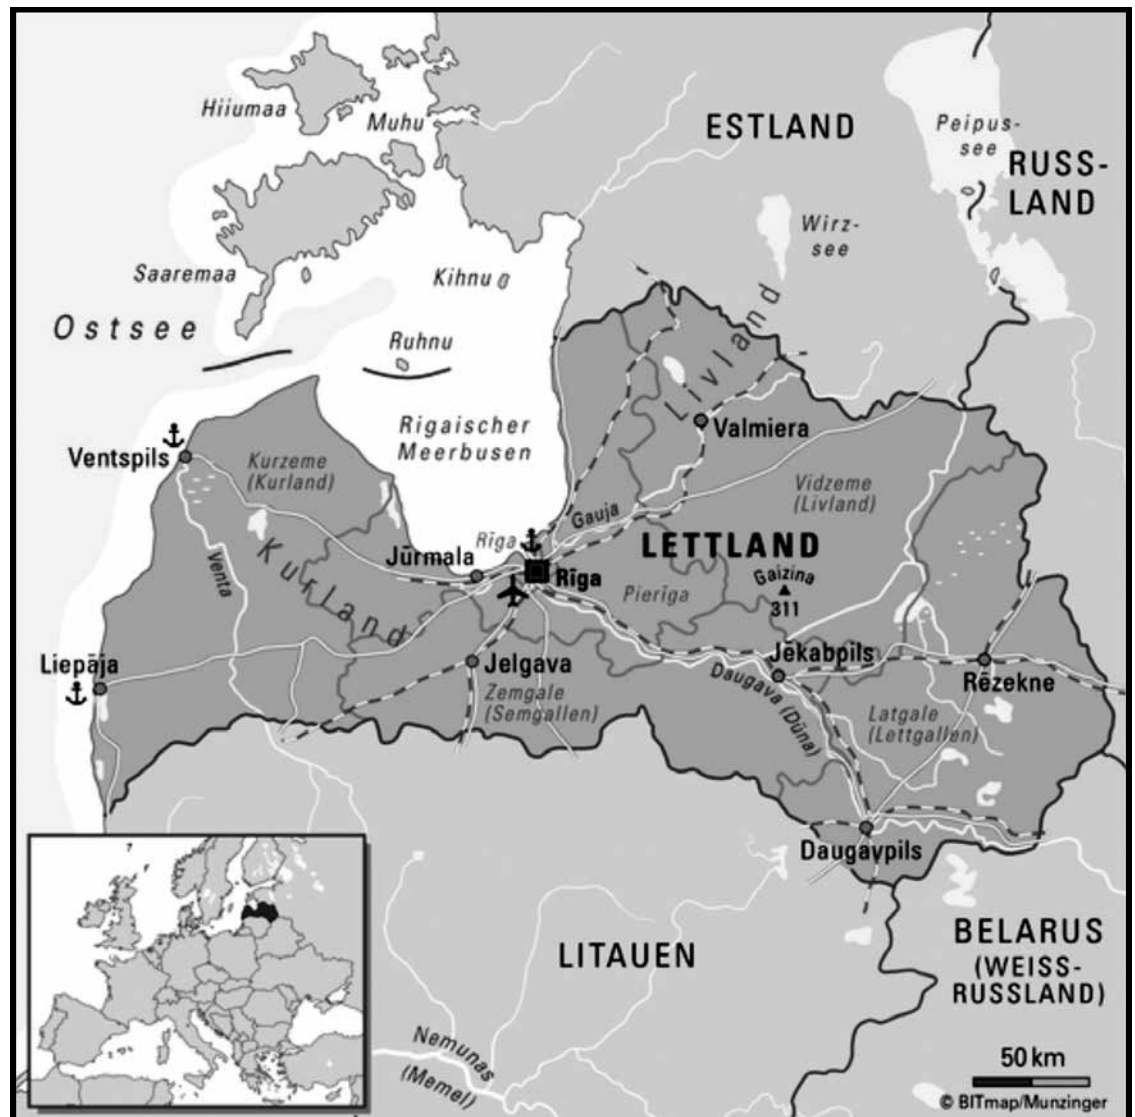 Hiiumaa
Muhu
ESTLAND
Peipus-
see
RUSS-
LAND
Wirz-
see
Saaremaa
Kihnu
Ostsee
Ruhnu
Livland
Rigaischer
Meerbusen
Valmiera
Ventspils
Kurzeme
(Kurland)
Vidzeme
(Livland)
Gauja
Rīga
LETTLAND
Kurland
Venta
Jūrmala
Rīga
Pierīga
Gaizina
311
Liepāja
Jelgava
Jēkabpils
Rēzekne
Zemgale
(Semgallen)
Daugava (Düna)
Latgale
(Lettgallen)
Daugavpils
LITAUEN
BELARUS
(WEISS-
RUSSLAND)
Nemunas
(Memel)
50 km
© BITmap/Munzinger